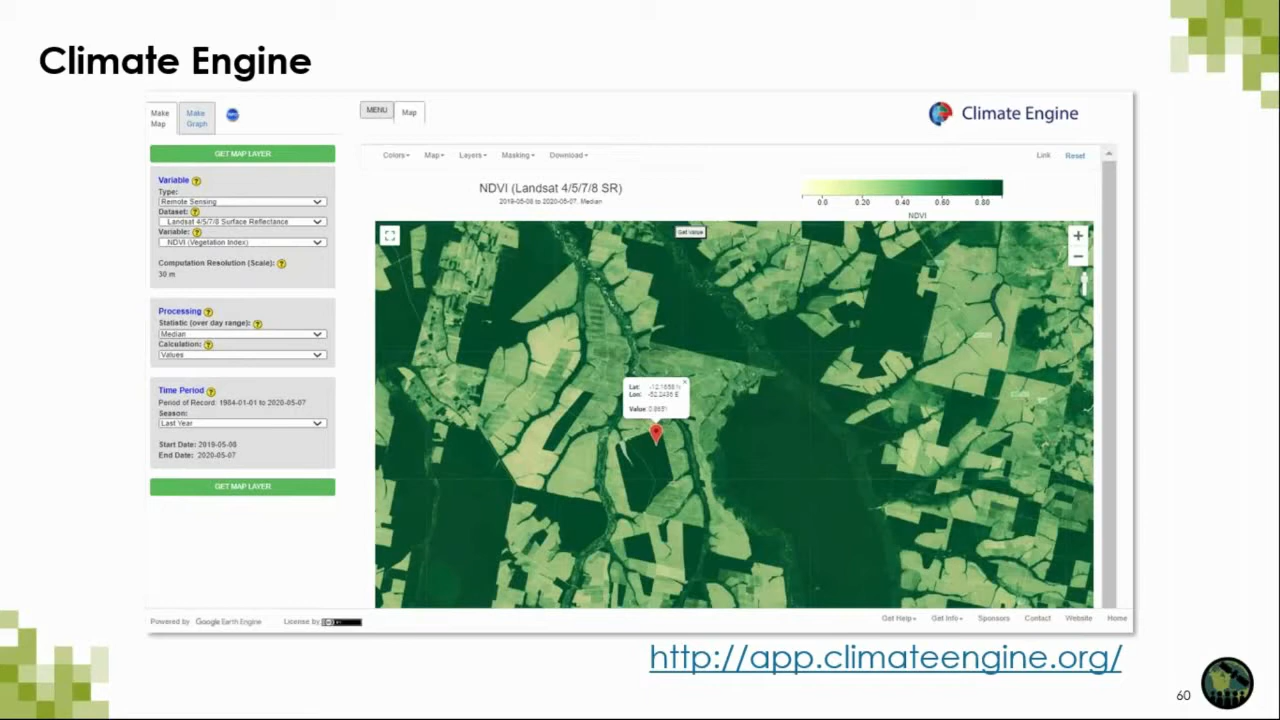 Climate Engine
Make Map
Make Graph
MENU
Map
Climate Engine
GET MAP LAYER
Colors
Map
Layers
Masking
Download
Link
Reset
Variable
Type:
Remote Sensing
Dataset:
Landsat 4/5/7/8 Surface Reflectance
Variable:
NDVI (Vegetation Index)
Computation Resolution (Scale):
30 m
NDVI (Landsat 4/5/7/8 SR)
2019-05-08 to 2020-05-07, Median
0.0 0.20 0.40 0.60 0.80
NDVI
Get Value
Processing
Statistic (over day range):
Median
Calculation:
Values
Time Period
Period of Record: 1984-01-01 to 2020-05-07
Season:
Last Year
Start Date: 2019-05-08
End Date: 2020-05-07
GET MAP LAYER
Lat:
Lon:
Value:
Powered by Google Earth Engine
License by
Get Help
Get Info
Sponsors
Contact
Website
Home
http://app.climateengine.org/
60